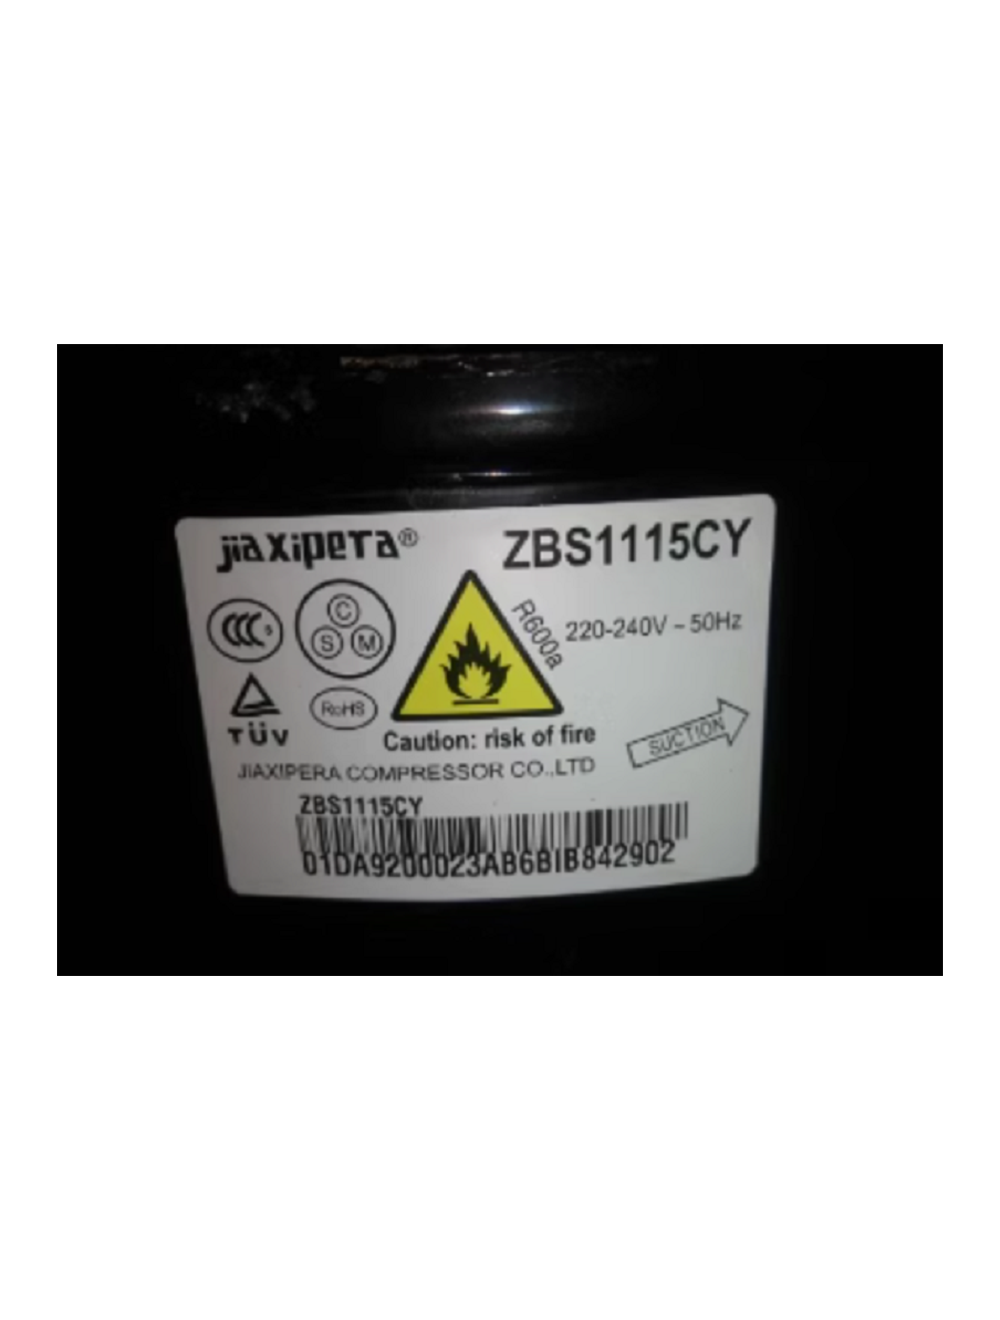 jiaxipera®
ZBS1115CY
CCC S
C
S M
R600a
220-240V ~ 50Hz
TÜV
RoHS
Caution: risk of fire
SUCTION
JIAXIPERA COMPRESSOR CO.,LTD
ZBS1115CY
01DA9200023AB6BIB842902